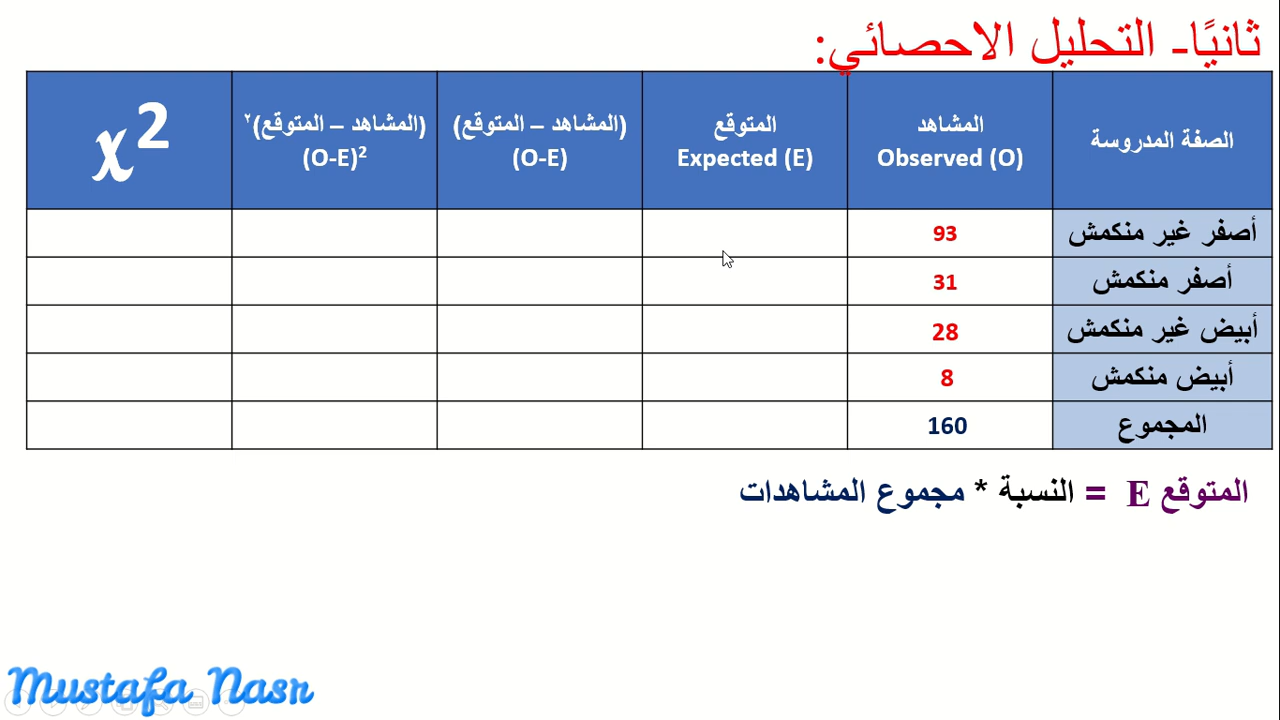 ثانيًا- التحليل الاحصائي:
الصفة المدروسة
المشاهد
Observed (O)
المتوقع
Expected (E)
(المشاهد – المتوقع)
(O-E)
(المشاهد – المتوقع)²
(O-E)²
χ²
أصفر غير منكمش
93
أصفر منكمش
31
أبيض غير منكمش
28
أبيض منكمش
8
المجموع
160
المتوقع E = النسبة * مجموع المشاهدات
Mustafa Nasr